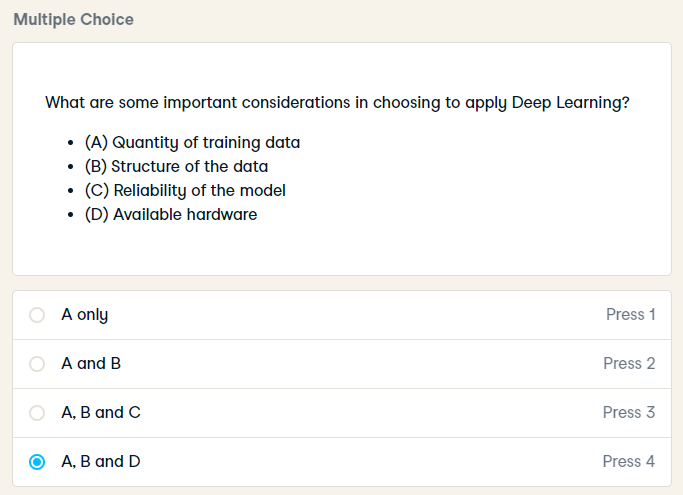 Multiple Choice
What are some important considerations in choosing to apply Deep Learning?
• (A) Quantity of training data
• (B) Structure of the data
• (C) Reliability of the model
• (D) Available hardware
A only Press 1
A and B Press 2
A, B and C Press 3
A, B and D Press 4